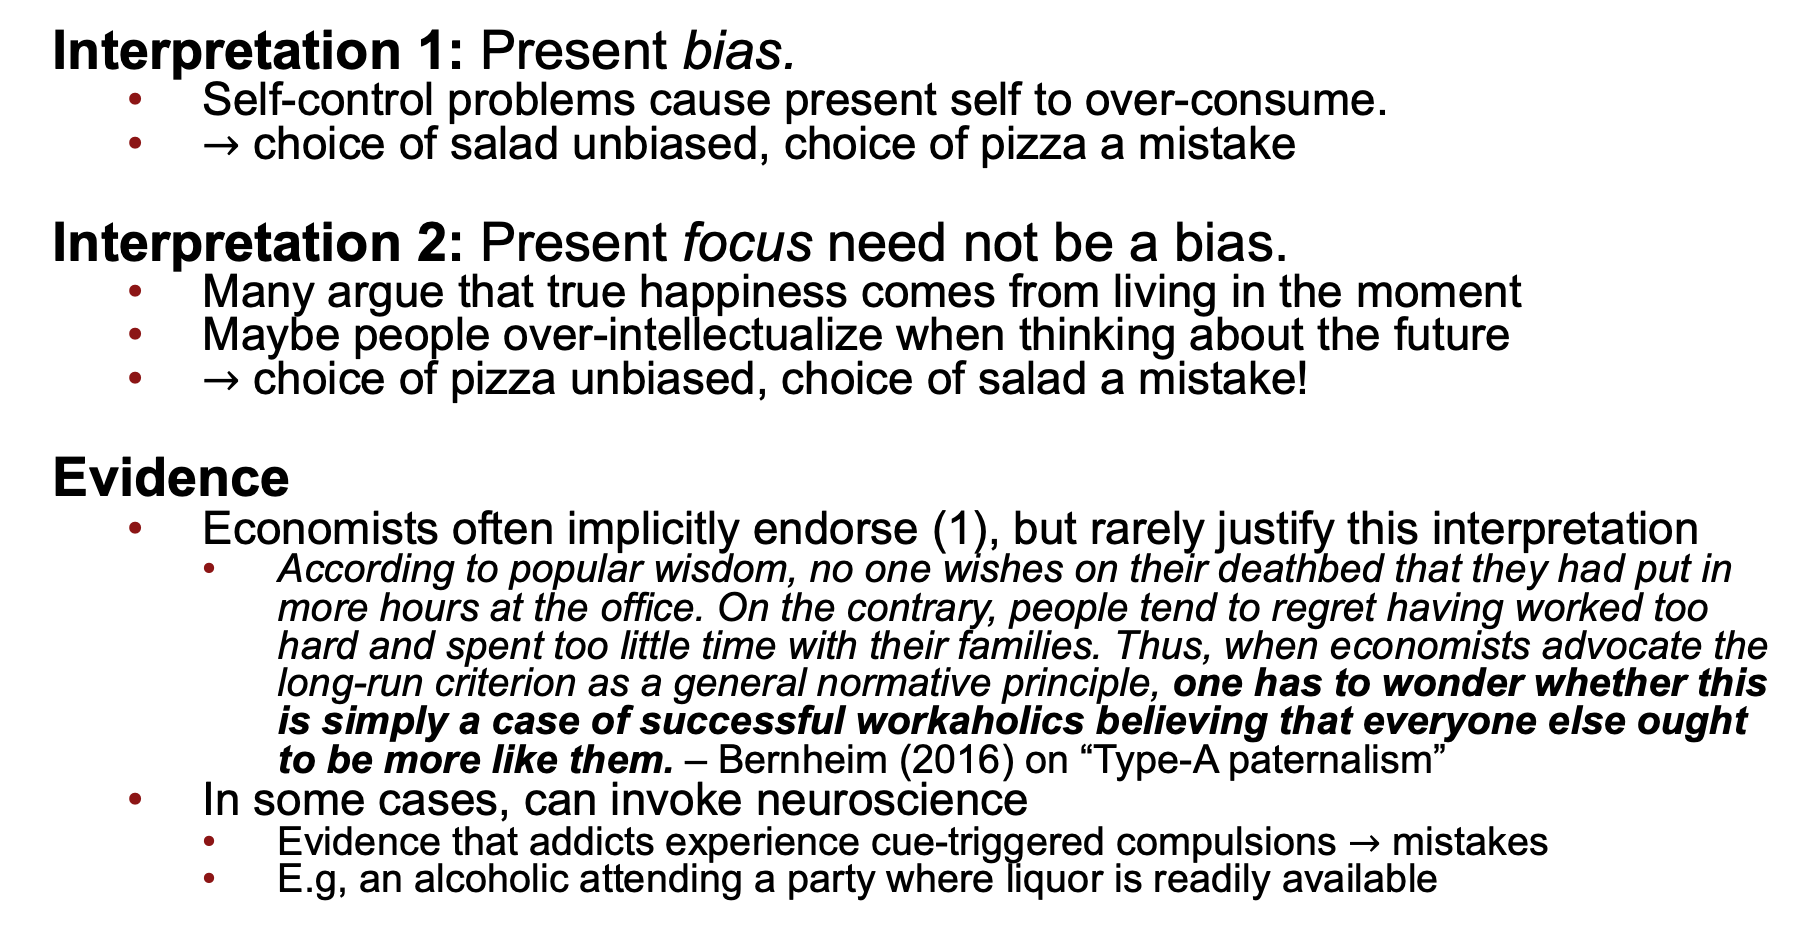 Interpretation 1: Present bias.
• Self-control problems cause present self to over-consume.
• → choice of salad unbiased, choice of pizza a mistake
Interpretation 2: Present focus need not be a bias.
• Many argue that true happiness comes from living in the moment
• Maybe people over-intellectualize when thinking about the future
• → choice of pizza unbiased, choice of salad a mistake!
Evidence
• Economists often implicitly endorse (1), but rarely justify this interpretation
• According to popular wisdom, no one wishes on their deathbed that they had put in
more hours at the office. On the contrary, people tend to regret having worked too
hard and spent too little time with their families. Thus, when economists advocate the
long-run criterion as a general normative principle, one has to wonder whether this
is simply a case of successful workaholics believing that everyone else ought
to be more like them. – Bernheim (2016) on “Type-A paternalism”
• In some cases, can invoke neuroscience
• Evidence that addicts experience cue-triggered compulsions → mistakes
• E.g, an alcoholic attending a party where liquor is readily available